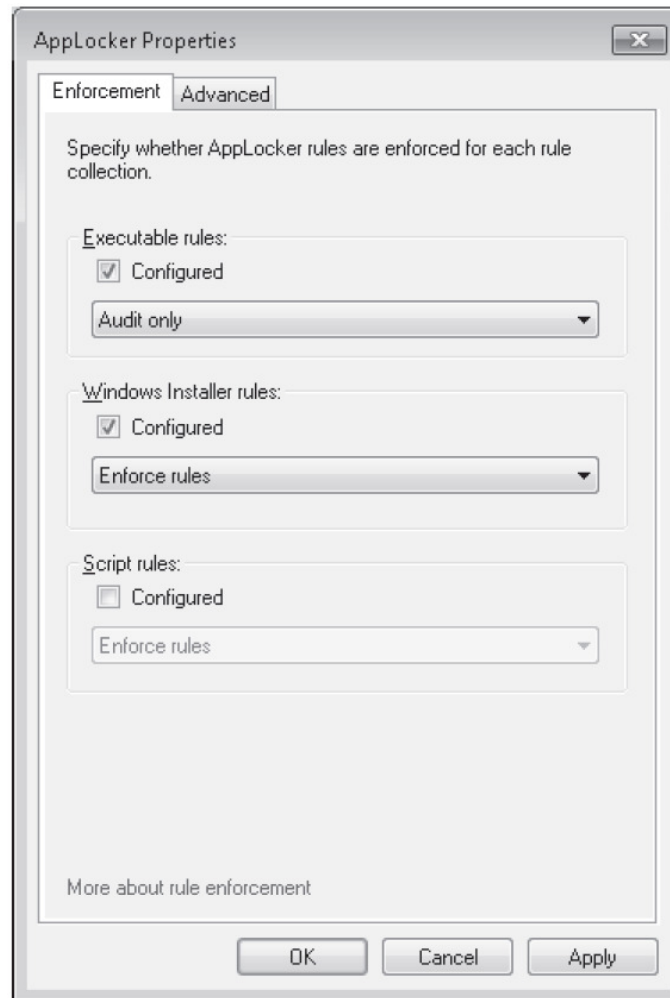 AppLocker Properties
Enforcement
Advanced
Specify whether AppLocker rules are enforced for each rule
collection.
Executable rules:
Configured
Audit only
Windows Installer rules:
Configured
Enforce rules
Script rules:
Configured
Enforce rules
More about rule enforcement
OK
Cancel
Apply